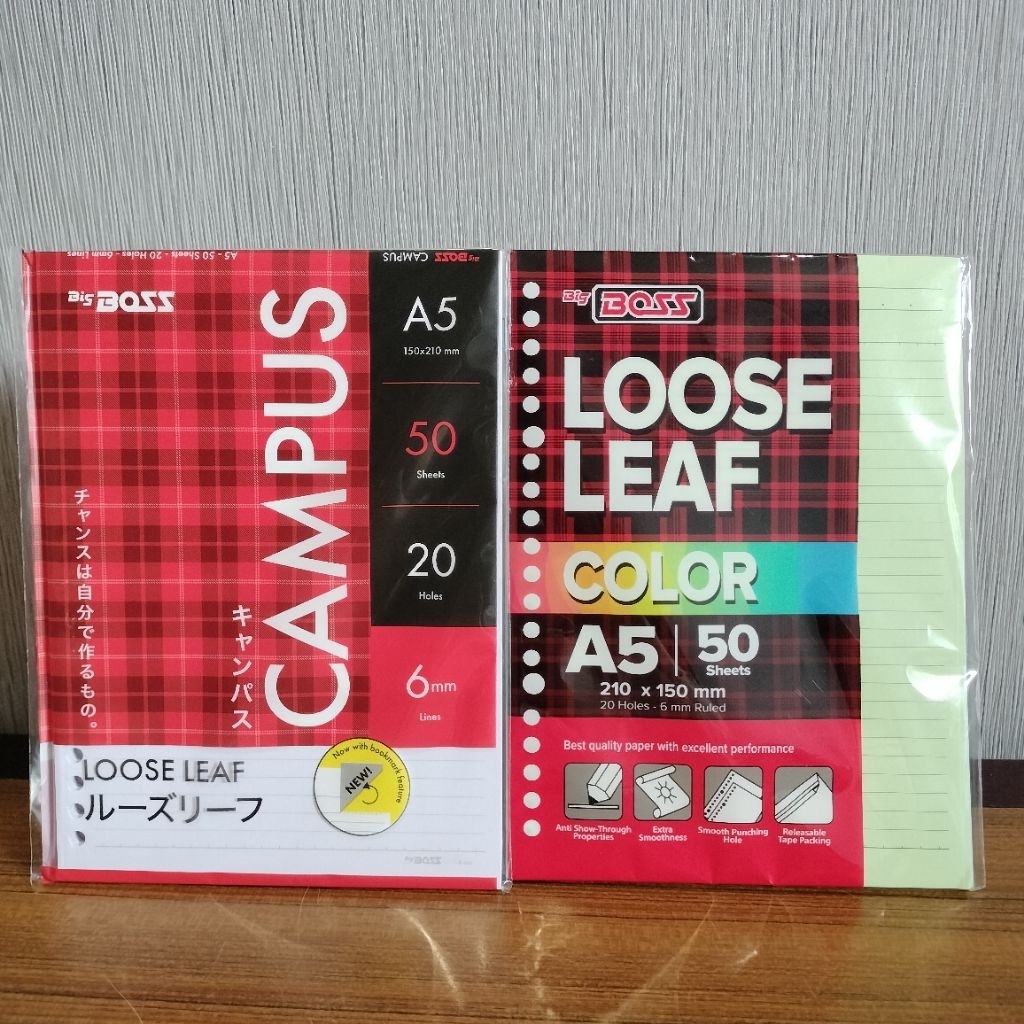 A5 - 50 Sheets - 20 Holes - 6mm Lines
Big BOSS CAMPUS
Big BOSS
CAMPUS
キャンパス
チャンスは自分で作るもの。
A5
150x210 mm
50
Sheets
20
Holes
6mm
Lines
LOOSE LEAF
ルーズリーフ
Now with bookmark feature
NEW!
Big BOSS
Big BOSS
LOOSE
LEAF
COLOR
A5 | 50
Sheets
210 x 150 mm
20 Holes - 6 mm Ruled
Best quality paper with excellent performance
Anti Show-Through
Properties
Extra
Smoothness
Smooth Punching
Hole
Releasable
Tape Packing